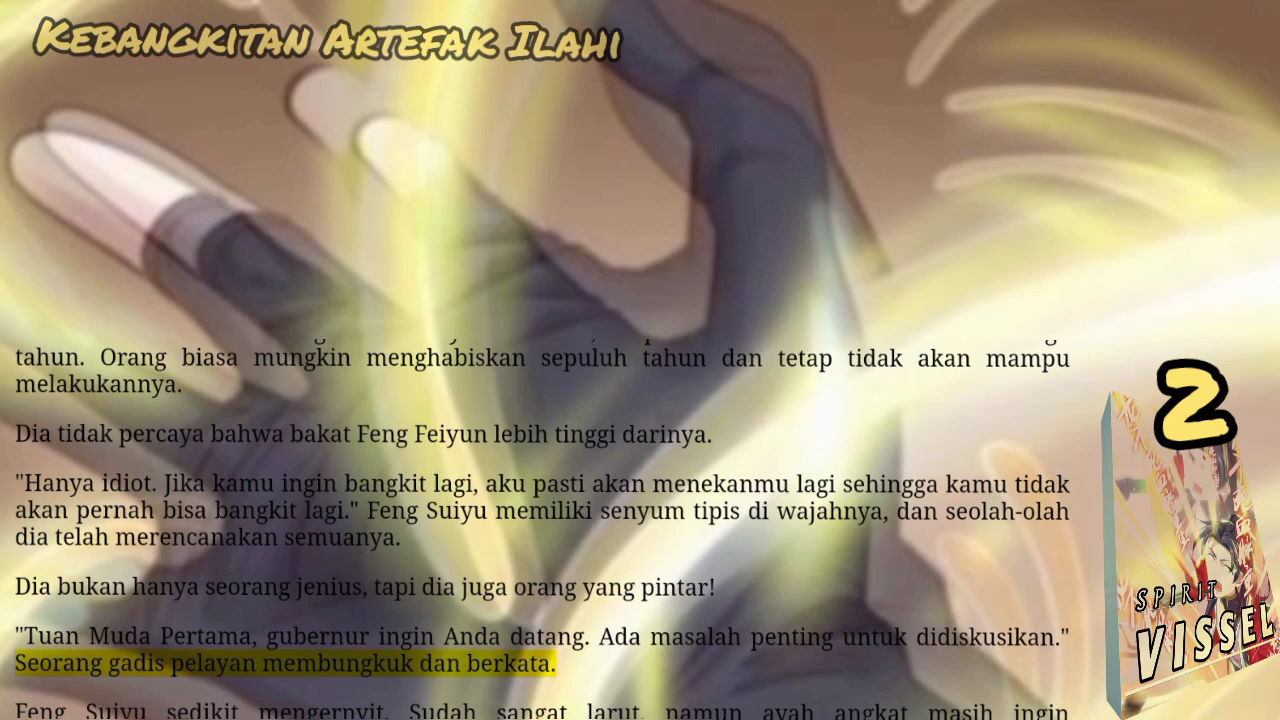 Kebangkitan Artefak Ilahi
tahun. Orang biasa mungkin menghabiskan sepuluh tahun dan tetap tidak akan mampu
melakukannya.
Dia tidak percaya bahwa bakat Feng Feiyun lebih tinggi darinya.
"Hanya idiot. Jika kamu ingin bangkit lagi, aku pasti akan menekanmu lagi sehingga kamu tidak
akan pernah bisa bangkit lagi." Feng Suiyu memiliki senyum tipis di wajahnya, dan seolah-olah
dia telah merencanakan semuanya.
Dia bukan hanya seorang jenius, tapi dia juga orang yang pintar!
"Tuan Muda Pertama, gubernur ingin Anda datang. Ada masalah penting untuk didiskusikan."
Seorang gadis pelayan membungkuk dan berkata.
Feng Suiyu sedikit mengernyit. Sudah sangat larut, namun ayah angkat masih ingin
2
SPIRIT
VISSEL